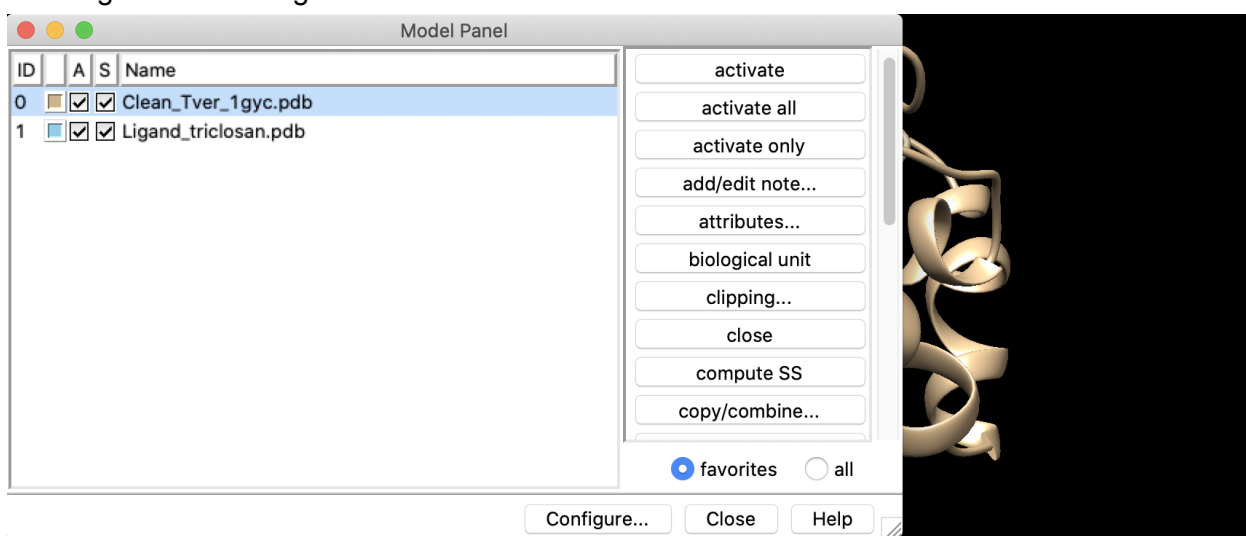 Model Panel
ID A S Name
0 Clean_Tver_1gyc.pdb
1 Ligand_triclosan.pdb
activate
activate all
activate only
add/edit note...
attributes...
biological unit
clipping...
close
compute SS
copy/combine...
favorites all
Configure... Close Help